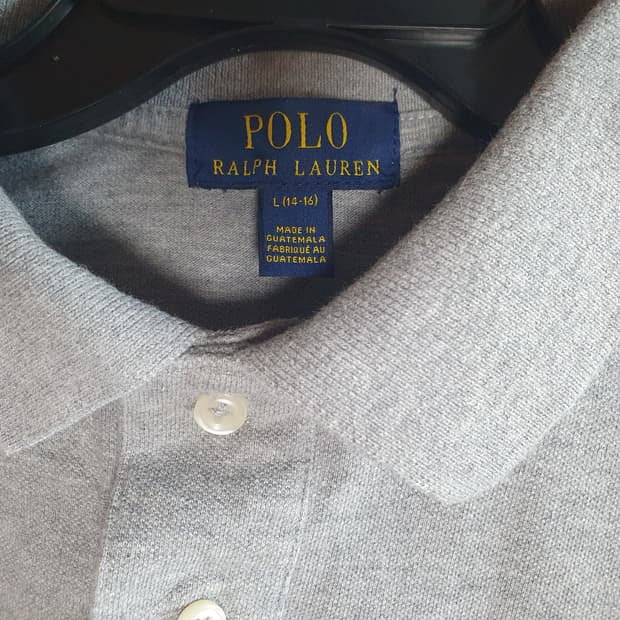 POLO
RALPH LAUREN
L (14-16)
MADE IN
GUATEMALA
FABRIQUÉ AU
GUATEMALA